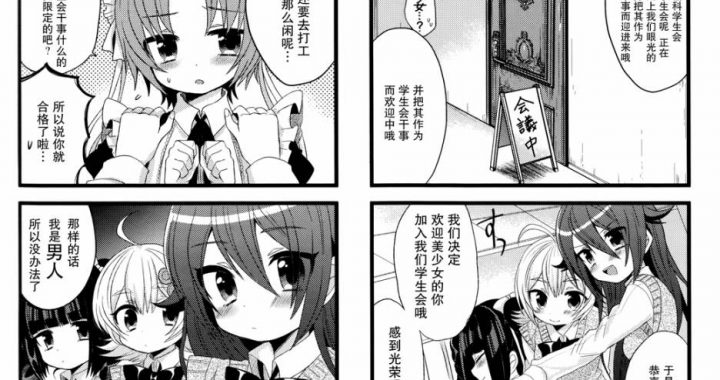 科学生会
生会呢 正在
上我们眼光的
并把其作为
事而迎进来哦
女…?
并把其作为
学生会干事
而欢迎中哦
会議中
我们决定
欢迎美少女的你
加入我们学生会哦
感到光荣
于是
恭
还要去打工
那么闲呢…
会干事什么的
限定的吧?
所以说你就
合格了啦…
那样的话
我是男人
所以没办法了